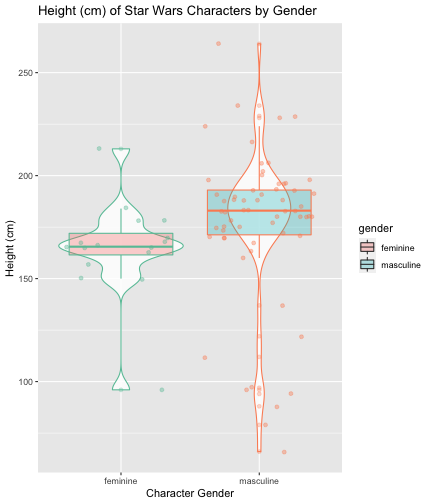 Height (cm) of Star Wars Characters by Gender
Height (cm)
250
200
150
100
feminine
masculine
Character Gender
gender
feminine
masculine